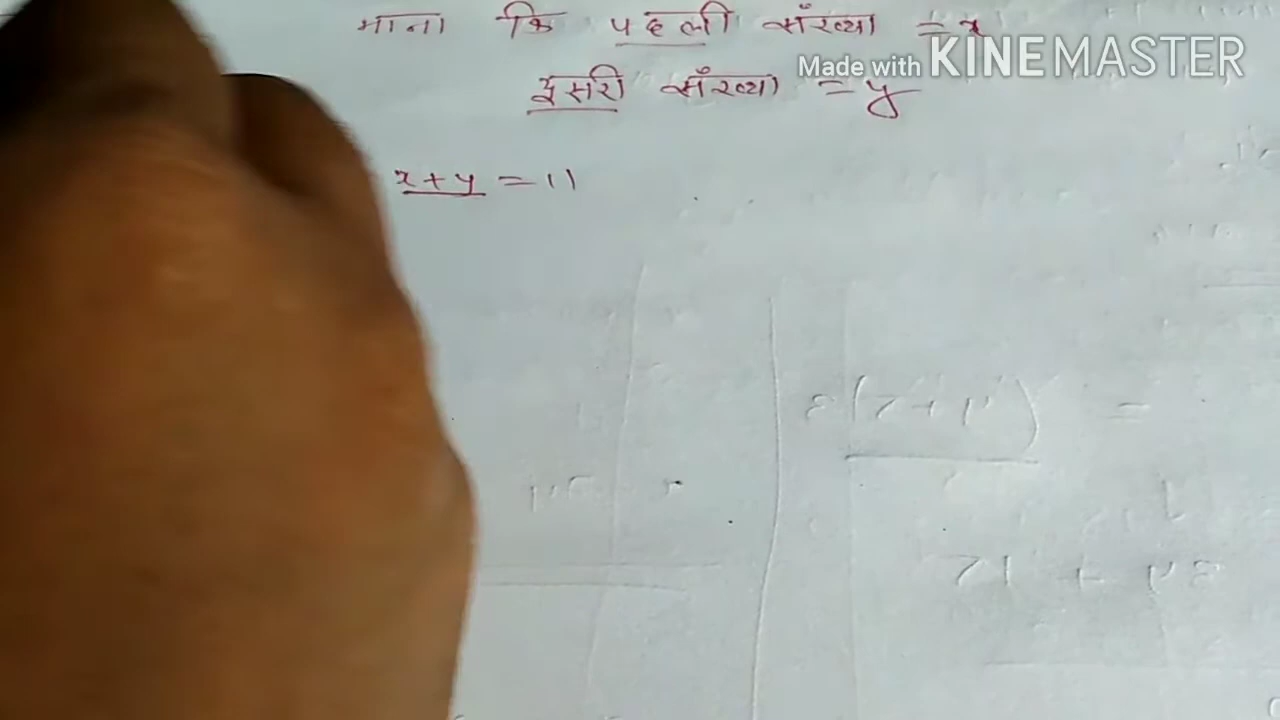 माना कि पहली सँख्या = x
Made with KINEMASTER
दूसरी सँख्या = y
x + y = 11